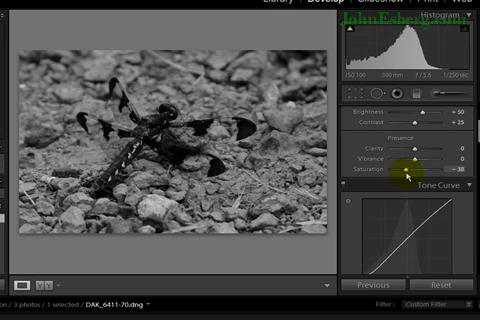 Library Develop Slideshow Print Web
JohnEsberg.com
Histogram
ISO 100 300 mm f / 5.6 1/250 sec
Brightness + 50
Contrast + 25
Presence
Clarity 0
Vibrance 0
Saturation
Tone Curve
Previous Reset
Y Y
on / 3 photos / 1 selected / DAK_6411-70.dng
Filter : Custom Filter